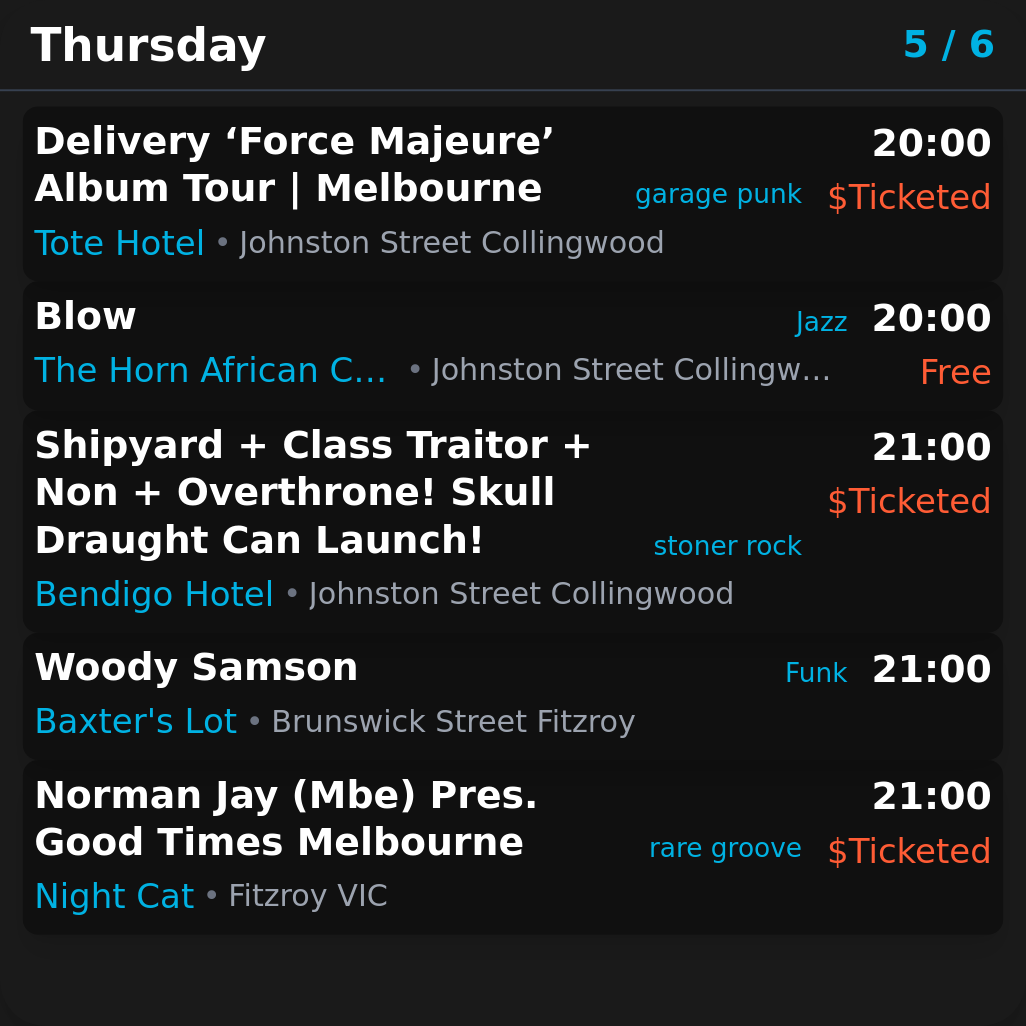 Thursday
5 / 6
Delivery ‘Force Majeure’
20:00
Album Tour | Melbourne
garage punk
$Ticketed
Tote Hotel • Johnston Street Collingwood
Blow
Jazz
20:00
The Horn African C… • Johnston Street Collingw…
Free
Shipyard + Class Traitor +
21:00
Non + Overthrone! Skull
$Ticketed
Draught Can Launch!
stoner rock
Bendigo Hotel • Johnston Street Collingwood
Woody Samson
Funk
21:00
Baxter's Lot • Brunswick Street Fitzroy
Norman Jay (Mbe) Pres.
21:00
Good Times Melbourne
rare groove
$Ticketed
Night Cat • Fitzroy VIC